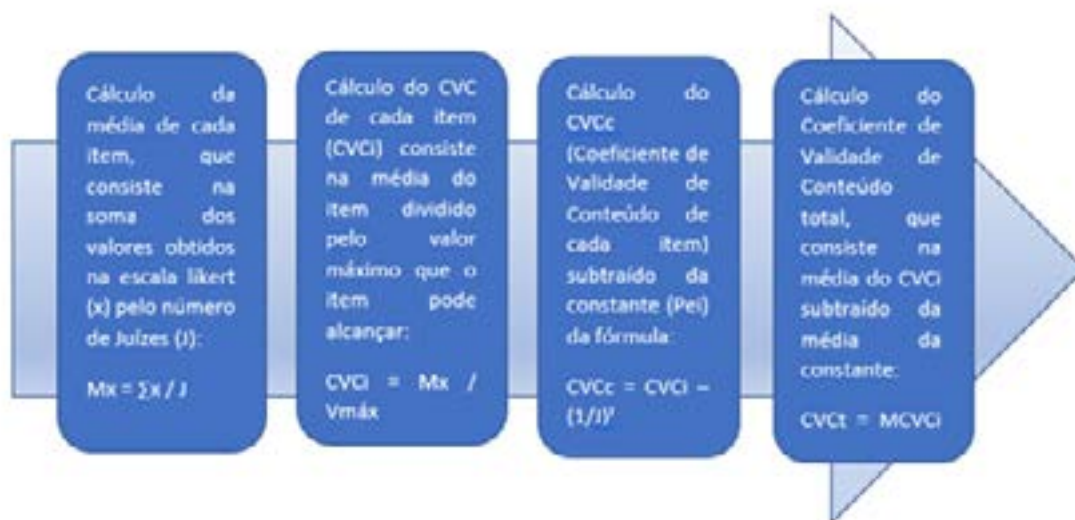 Cálculo da
média de cada
item, que
consiste na
soma dos
valores obtidos
na escala likert
(x) pelo número
de Juízes (J):
Mx = ∑x / J
Cálculo do CVC
de cada item
(CVCi) consiste
na média do
item dividido
pelo valor
máximo que o
item pode
alcançar:
CVCi = Mx /
Vmáx
Cálculo do
CVCc
(Coeficiente de
Validade de
Conteúdo de
cada item)
subtraído da
constante (Pei)
da fórmula:
CVCc = CVCi –
(1/J)ᴶ
Cálculo do
Coeficiente de
Validade de
Conteúdo
total, que
consiste na
média do CVCi
subtraído da
média da
constante:
CVCt = MCVCi